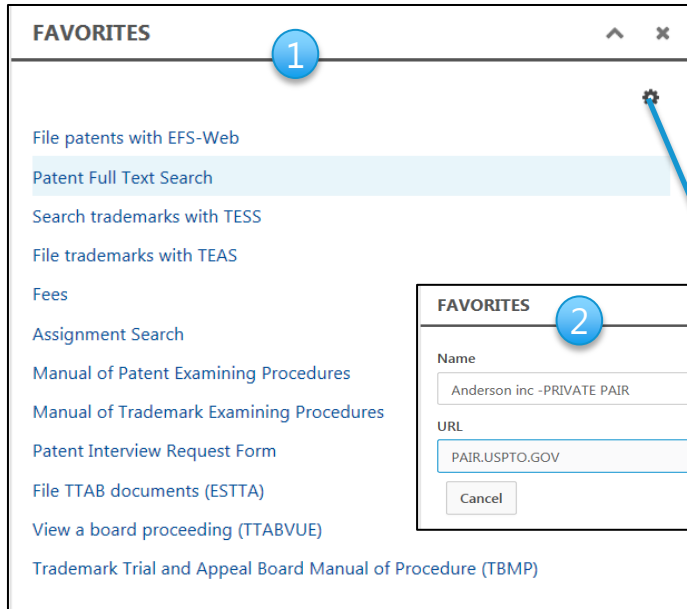 FAVORITES
1
File patents with EFS-Web
Patent Full Text Search
Search trademarks with TESS
File trademarks with TEAS
Fees
Assignment Search
Manual of Patent Examining Procedures
Manual of Trademark Examining Procedures
Patent Interview Request Form
File TTAB documents (ESTTA)
View a board proceeding (TTABVUE)
Trademark Trial and Appeal Board Manual of Procedure (TBMP)
FAVORITES
2
Name
Anderson inc -PRIVATE PAIR
URL
PAIR.USPTO.GOV
Cancel